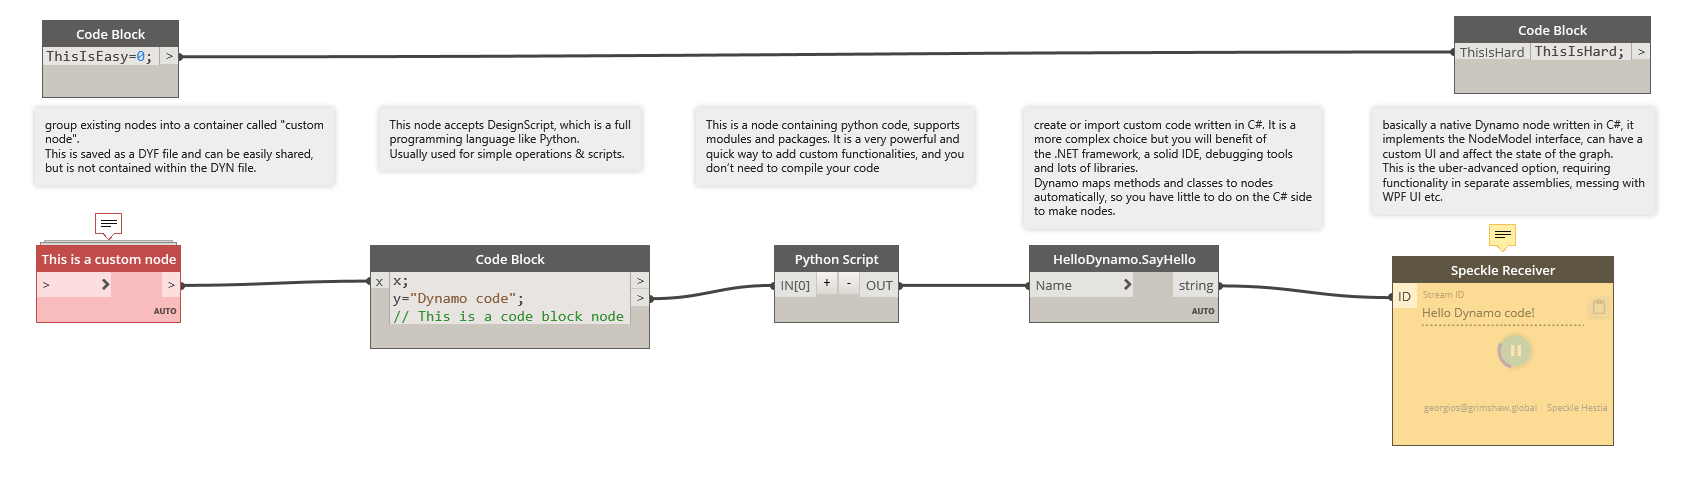 Code Block
ThisIsEasy=0; >
Code Block
ThisIsHard ThisIsHard; >
group existing nodes into a container called "custom
node".
This is saved as a DYF file and can be easily shared,
but is not contained within the DYN file.
This node accepts DesignScript, which is a full
programming language like Python.
Usually used for simple operations & scripts.
This is a node containing python code, supports
modules and packages. It is a very powerful and
quick way to add custom functionalities, and you
don't need to compile your code
create or import custom code written in C#. It is a
more complex choice but you will benefit of
the .NET framework, a solid IDE, debugging tools
and lots of libraries.
Dynamo maps methods and classes to nodes
automatically, so you have little to do on the C# side
to make nodes.
basically a native Dynamo node written in C#, it
implements the NodeModel interface, can have a
custom UI and affect the state of the graph.
This is the uber-advanced option, requiring
functionality in separate assemblies, messing with
WPF UI etc.
This is a custom node
> >
AUTO
Code Block
x x; >
y="Dynamo code"; >
// This is a code block node
Python Script
IN[0] + - OUT
HelloDynamo.SayHello
Name string
AUTO
Speckle Receiver
ID Stream ID
Hello Dynamo code!
georgios@grimshaw.global Speckle Hestia